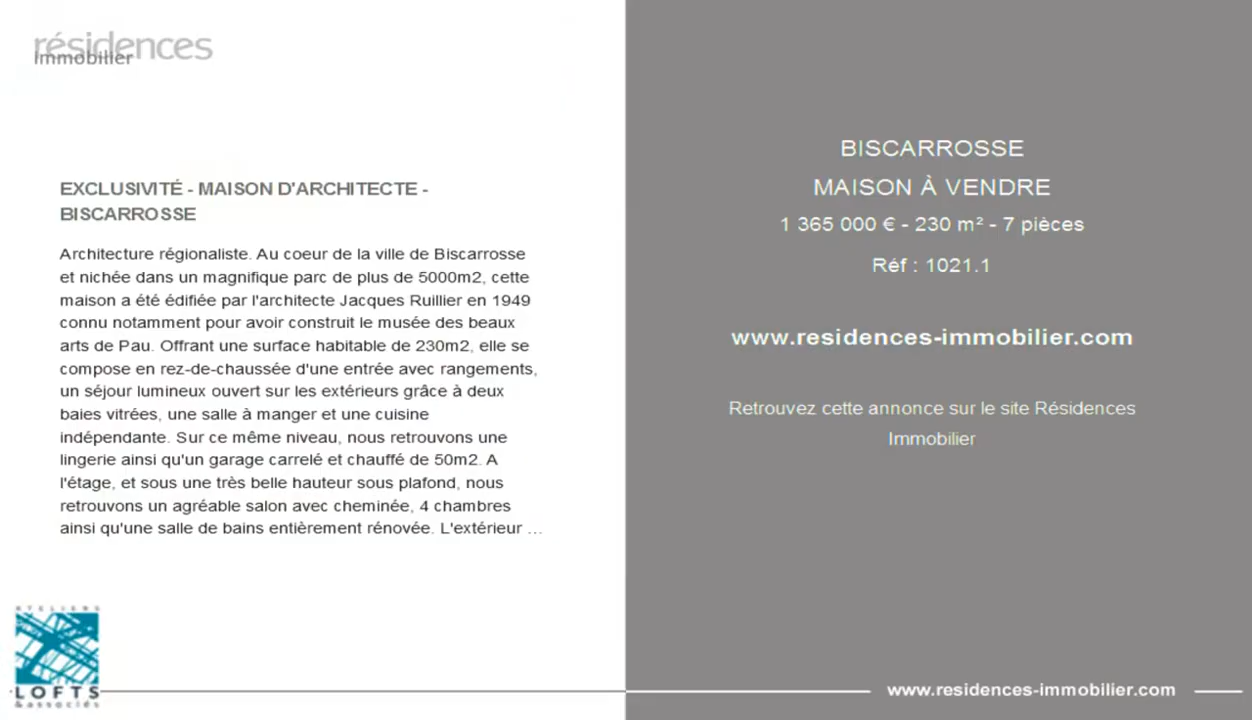 résidences
Immobilier
EXCLUSIVITÉ - MAISON D'ARCHITECTE -
BISCARROSSE
Architecture régionaliste. Au coeur de la ville de Biscarrosse
et nichée dans un magnifique parc de plus de 5000m2, cette
maison a été édifiée par l'architecte Jacques Ruillier en 1949
connu notamment pour avoir construit le musée des beaux
arts de Pau. Offrant une surface habitable de 230m2, elle se
compose en rez-de-chaussée d'une entrée avec rangements,
un séjour lumineux ouvert sur les extérieurs grâce à deux
baies vitrées, une salle à manger et une cuisine
indépendante. Sur ce même niveau, nous retrouvons une
lingerie ainsi qu'un garage carrelé et chauffé de 50m2. A
l'étage, et sous une très belle hauteur sous plafond, nous
retrouvons un agréable salon avec cheminée, 4 chambres
ainsi qu'une salle de bains entièrement rénovée. L'extérieur ...
ATELIERS
LOFTS
& associés
BISCARROSSE
MAISON À VENDRE
1 365 000 € - 230 m² - 7 pièces
Réf : 1021.1
www.residences-immobilier.com
Retrouvez cette annonce sur le site Résidences
Immobilier
www.residences-immobilier.com